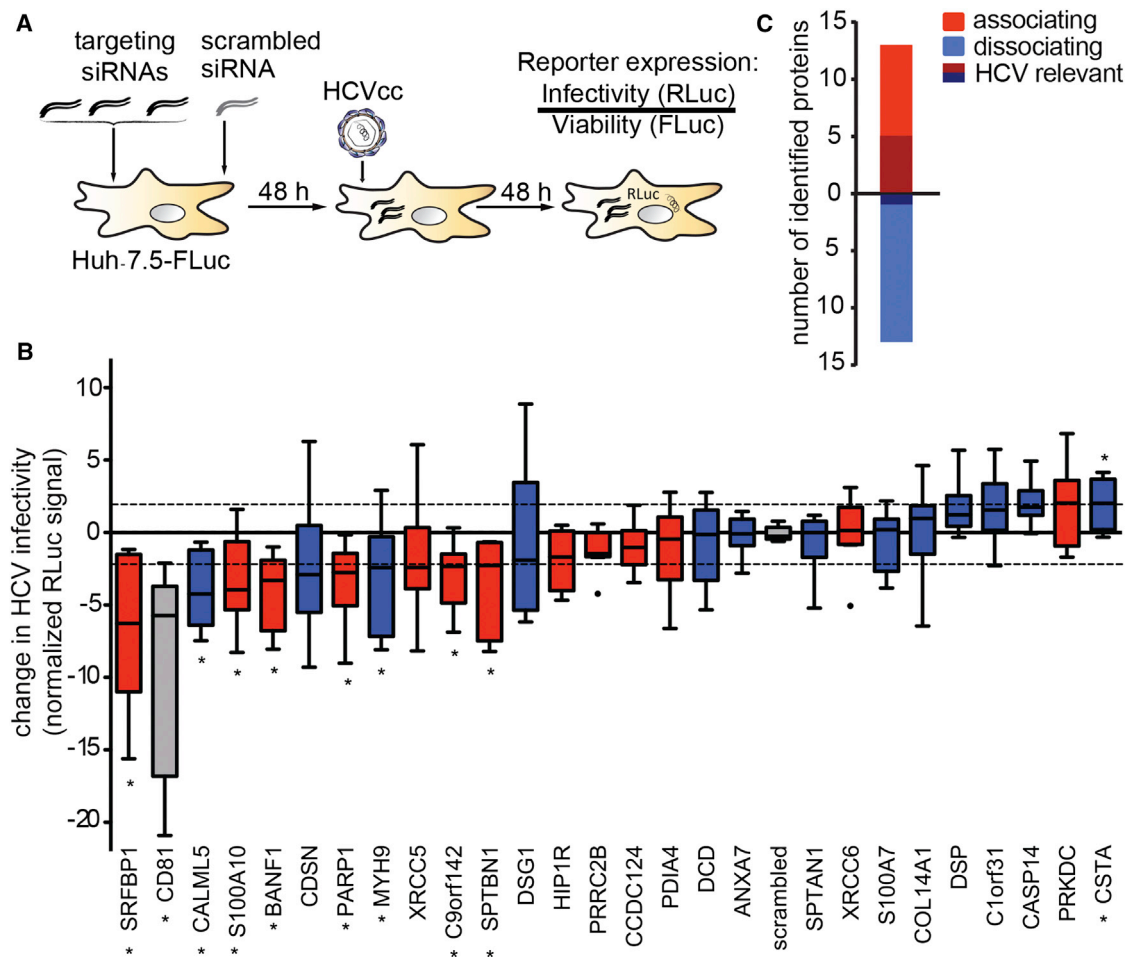 A
targeting
siRNAs
scrambled
siRNA
HCVcc
Reporter expression:
Infectivity (RLuc)
Viability (FLuc)
48 h
48 h
RLuc
Huh-7.5-FLuc
C
number of identified proteins
15
10
5
0
5
10
15
associating
dissociating
HCV relevant
B
change in HCV infectivity
(normalized RLuc signal)
10
5
0
-5
-10
-15
-20
*
* * * * * * * *
*
* SRFBP1
* CD81
* CALML5
* S100A10
* BANF1
CDSN
* PARP1
* MYH9
XRCC5
* C9orf142
* SPTBN1
DSG1
HIP1R
PRRC2B
CCDC124
PDIA4
DCD
ANXA7
scrambled
SPTAN1
XRCC6
S100A7
COL14A1
DSP
C1orf31
CASP14
PRKDC
* CSTA